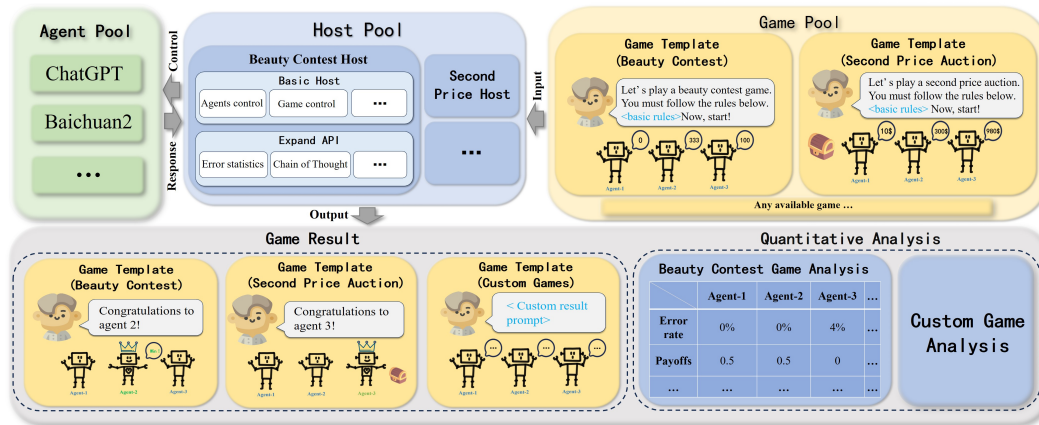 Agent Pool
ChatGPT
Baichuan2
...
Control
Response
Host Pool
Beauty Contest Host
Basic Host
Agents control
Game control
...
Expand API
Error statistics
Chain of Thought
...
Second
Price Host
...
Input
Output
Game Pool
Game Template
(Beauty Contest)
Let's play a beauty contest game.
You must follow the rules below.
<basic rules>Now, start!
0
333
100
Agent-1
Agent-2
Agent-3
Game Template
(Second Price Auction)
Let's play a second price auction.
You must follow the rules below.
<basic rules> Now, start!
10$
300$
980$
Agent-1
Agent-2
Agent-3
Any available game ...
Game Result
Game Template
(Beauty Contest)
Congratulations to
agent 2!
Agent-1
Agent-2
Agent-3
Game Template
(Second Price Auction)
Congratulations to
agent 3!
Agent-1
Agent-2
Agent-3
Game Template
(Custom Games)
< Custom result
prompt>
...
...
...
Agent-1
Agent-2
Agent-3
Quantitative Analysis
Beauty Contest Game Analysis
Agent-1 Agent-2 Agent-3 ...
Error
rate 0% 0% 4% ...
Payoffs 0.5 0.5 0 ...
... ... ... ... ...
Custom Game
Analysis